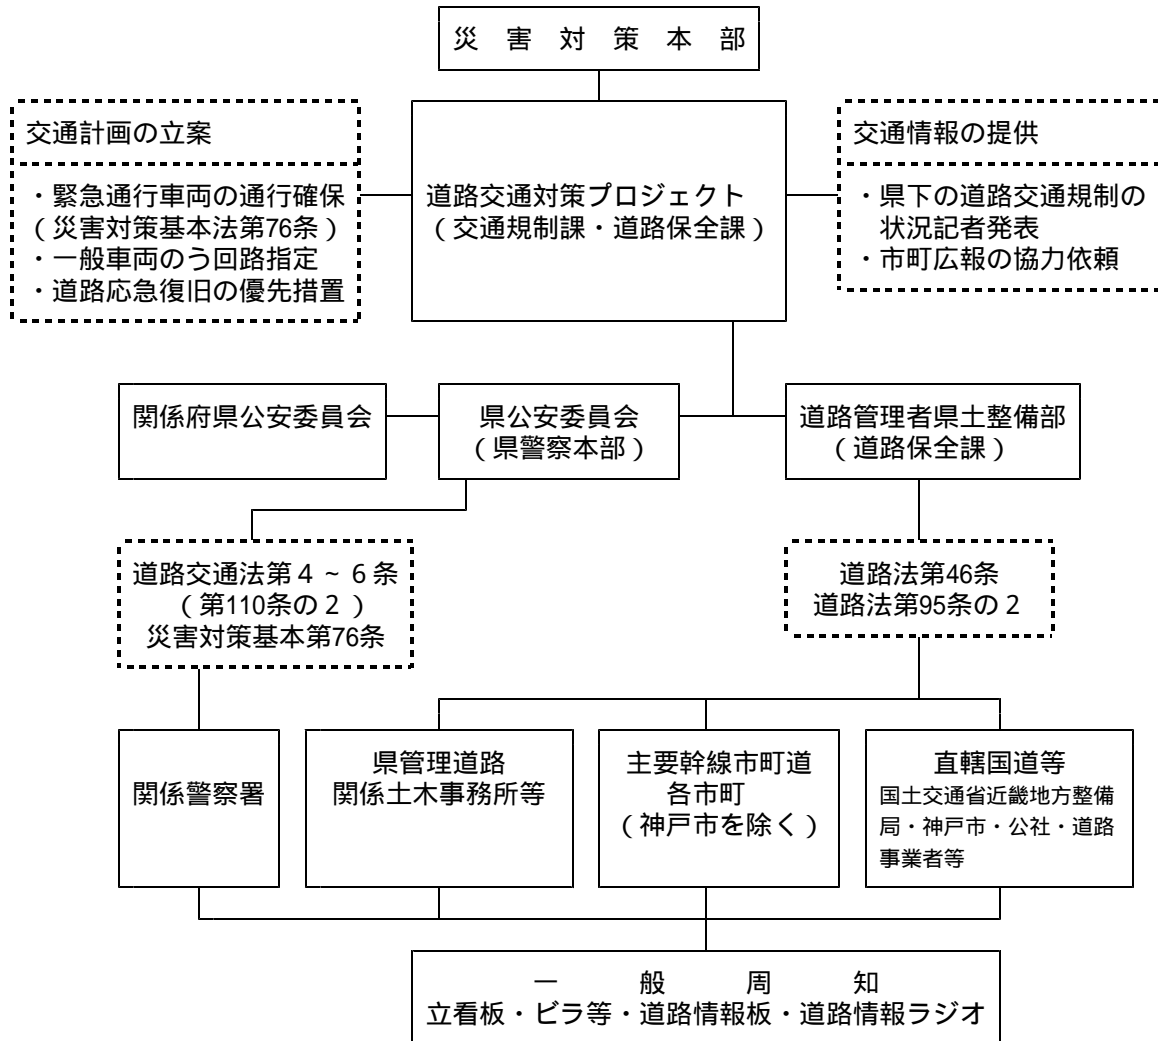 災　害　対　策　本　部
交通計画の立案
・緊急通行車両の通行確保
（災害対策基本法第76条）
・一般車両のう回路指定
・道路応急復旧の優先措置
道路交通対策プロジェクト
（交通規制課・道路保全課）
交通情報の提供
・県下の道路交通規制の
状況記者発表
・市町広報の協力依頼
関係府県公安委員会
県公安委員会
（県警察本部）
道路管理者県土整備部
（道路保全課）
道路交通法第４～６条
（第110条の２）
災害対策基本第76条
道路法第46条
道路法第95条の２
関係警察署
県管理道路
関係土木事務所等
主要幹線市町道
各市町
（神戸市を除く）
直轄国道等
国土交通省近畿地方整備
局・神戸市・公社・道路
事業者等
一　般　周　知
立看板・ビラ等・道路情報板・道路情報ラジオ